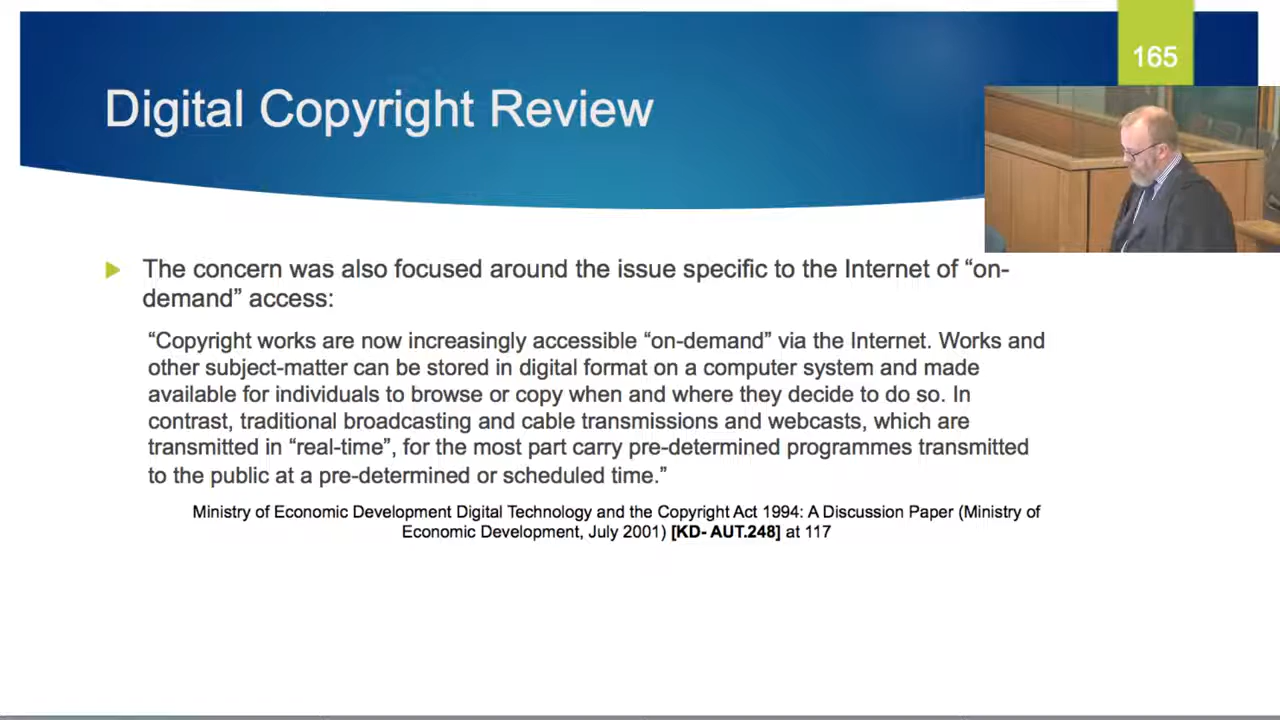 165
Digital Copyright Review
The concern was also focused around the issue specific to the Internet of “on-
demand” access:
“Copyright works are now increasingly accessible “on-demand” via the Internet. Works and
other subject-matter can be stored in digital format on a computer system and made
available for individuals to browse or copy when and where they decide to do so. In
contrast, traditional broadcasting and cable transmissions and webcasts, which are
transmitted in “real-time”, for the most part carry pre-determined programmes transmitted
to the public at a pre-determined or scheduled time.”
Ministry of Economic Development Digital Technology and the Copyright Act 1994: A Discussion Paper (Ministry of
Economic Development, July 2001) [KD- AUT.248] at 117